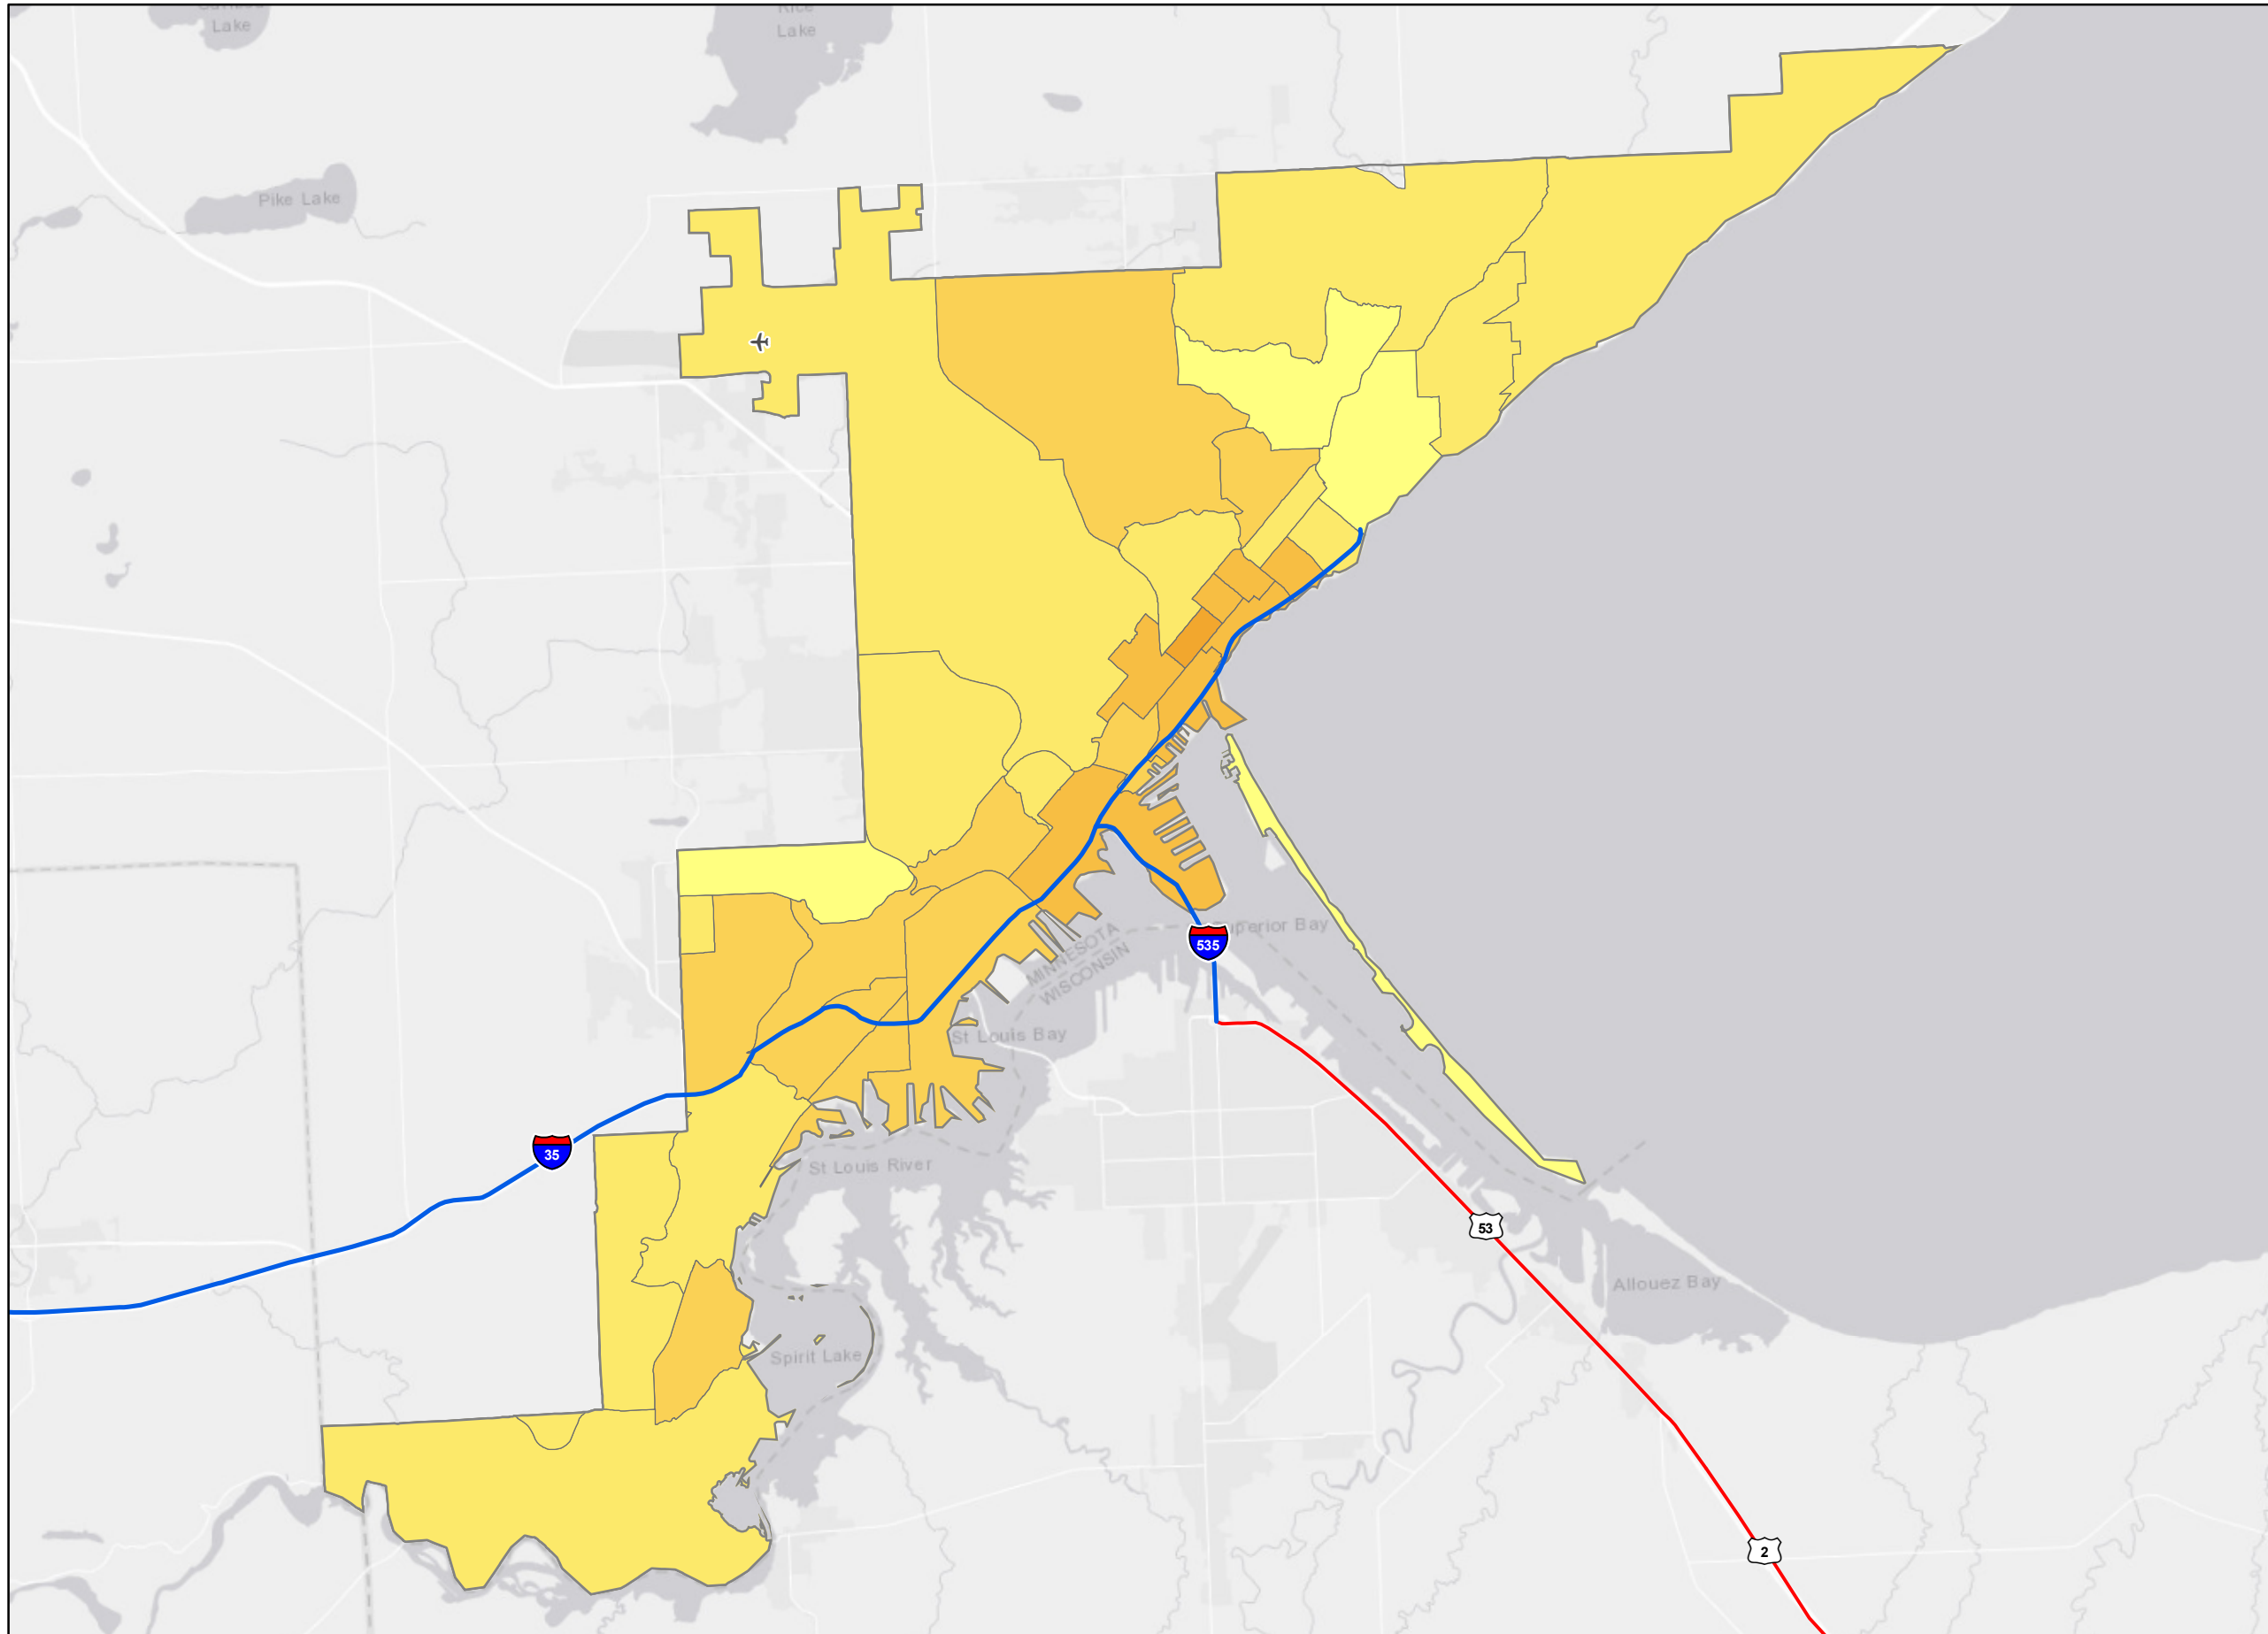 Lake
Rice
Lake
Pike Lake
Superior Bay
535
MINNESOTA
WISCONSIN
St Louis Bay
35
St Louis River
53
Allouez Bay
Spirit Lake
2